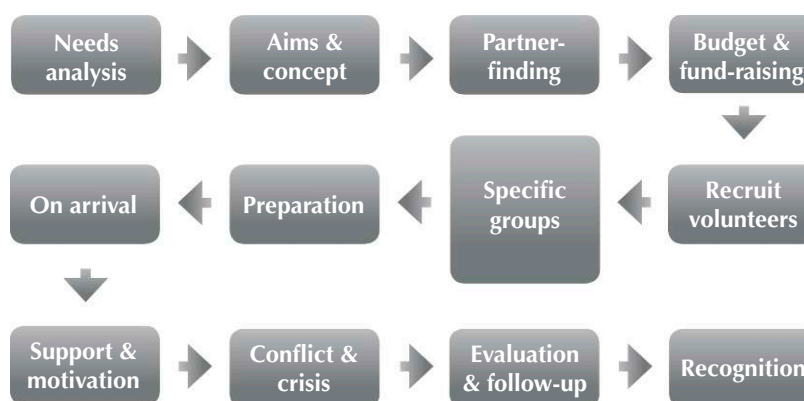 Needs
analysis
Aims &
concept
Partner-
finding
Budget &
fund-raising
Recruit
volunteers
Specific
groups
Preparation
On arrival
Support &
motivation
Conflict &
crisis
Evaluation
& follow-up
Recognition